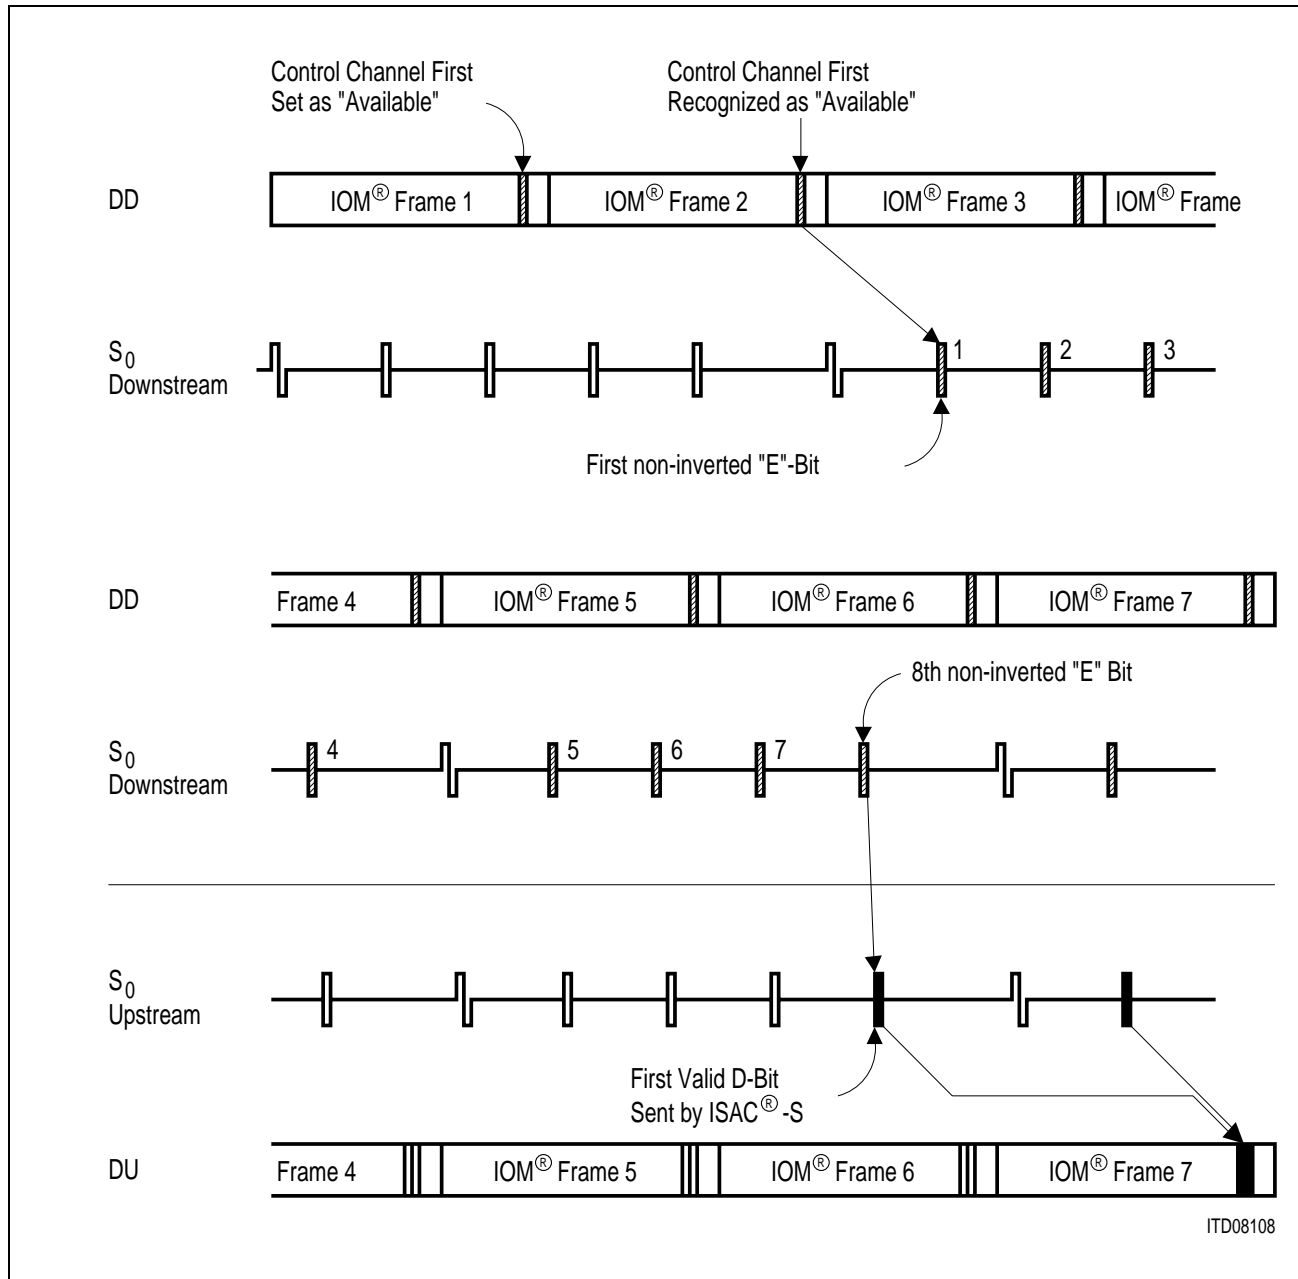 Control Channel First
Set as "Available"
Control Channel First
Recognized as "Available"
DD
IOM® Frame 1
IOM® Frame 2
IOM® Frame 3
IOM® Frame
S0
Downstream
1
2
3
First non-inverted "E"-Bit
DD
Frame 4
IOM® Frame 5
IOM® Frame 6
IOM® Frame 7
8th non-inverted "E" Bit
S0
Downstream
4
5
6
7
S0
Upstream
First Valid D-Bit
Sent by ISAC® -S
DU
Frame 4
IOM® Frame 5
IOM® Frame 6
IOM® Frame 7
ITD08108